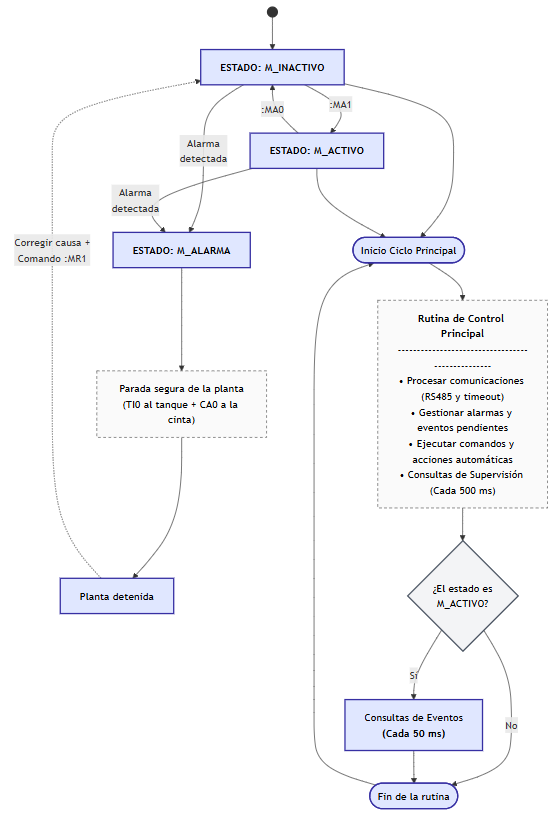 ESTADO: M_INACTIVO
:MA0
:MA1
Alarma
detectada
ESTADO: M_ACTIVO
Alarma
detectada
Corregir causa +
Comando :MR1
ESTADO: M_ALARMA
Inicio Ciclo Principal
Parada segura de la planta
(TI0 al tanque + CA0 a la
cinta)
Rutina de Control
Principal
----------------------------------
---------------
• Procesar comunicaciones
(RS485 y timeout)
• Gestionar alarmas y
eventos pendientes
• Ejecutar comandos y
acciones automáticas
• Consultas de Supervisión
(Cada 500 ms)
Planta detenida
¿El estado es
M_ACTIVO?
Sí
Consultas de Eventos
(Cada 50 ms)
No
Fin de la rutina